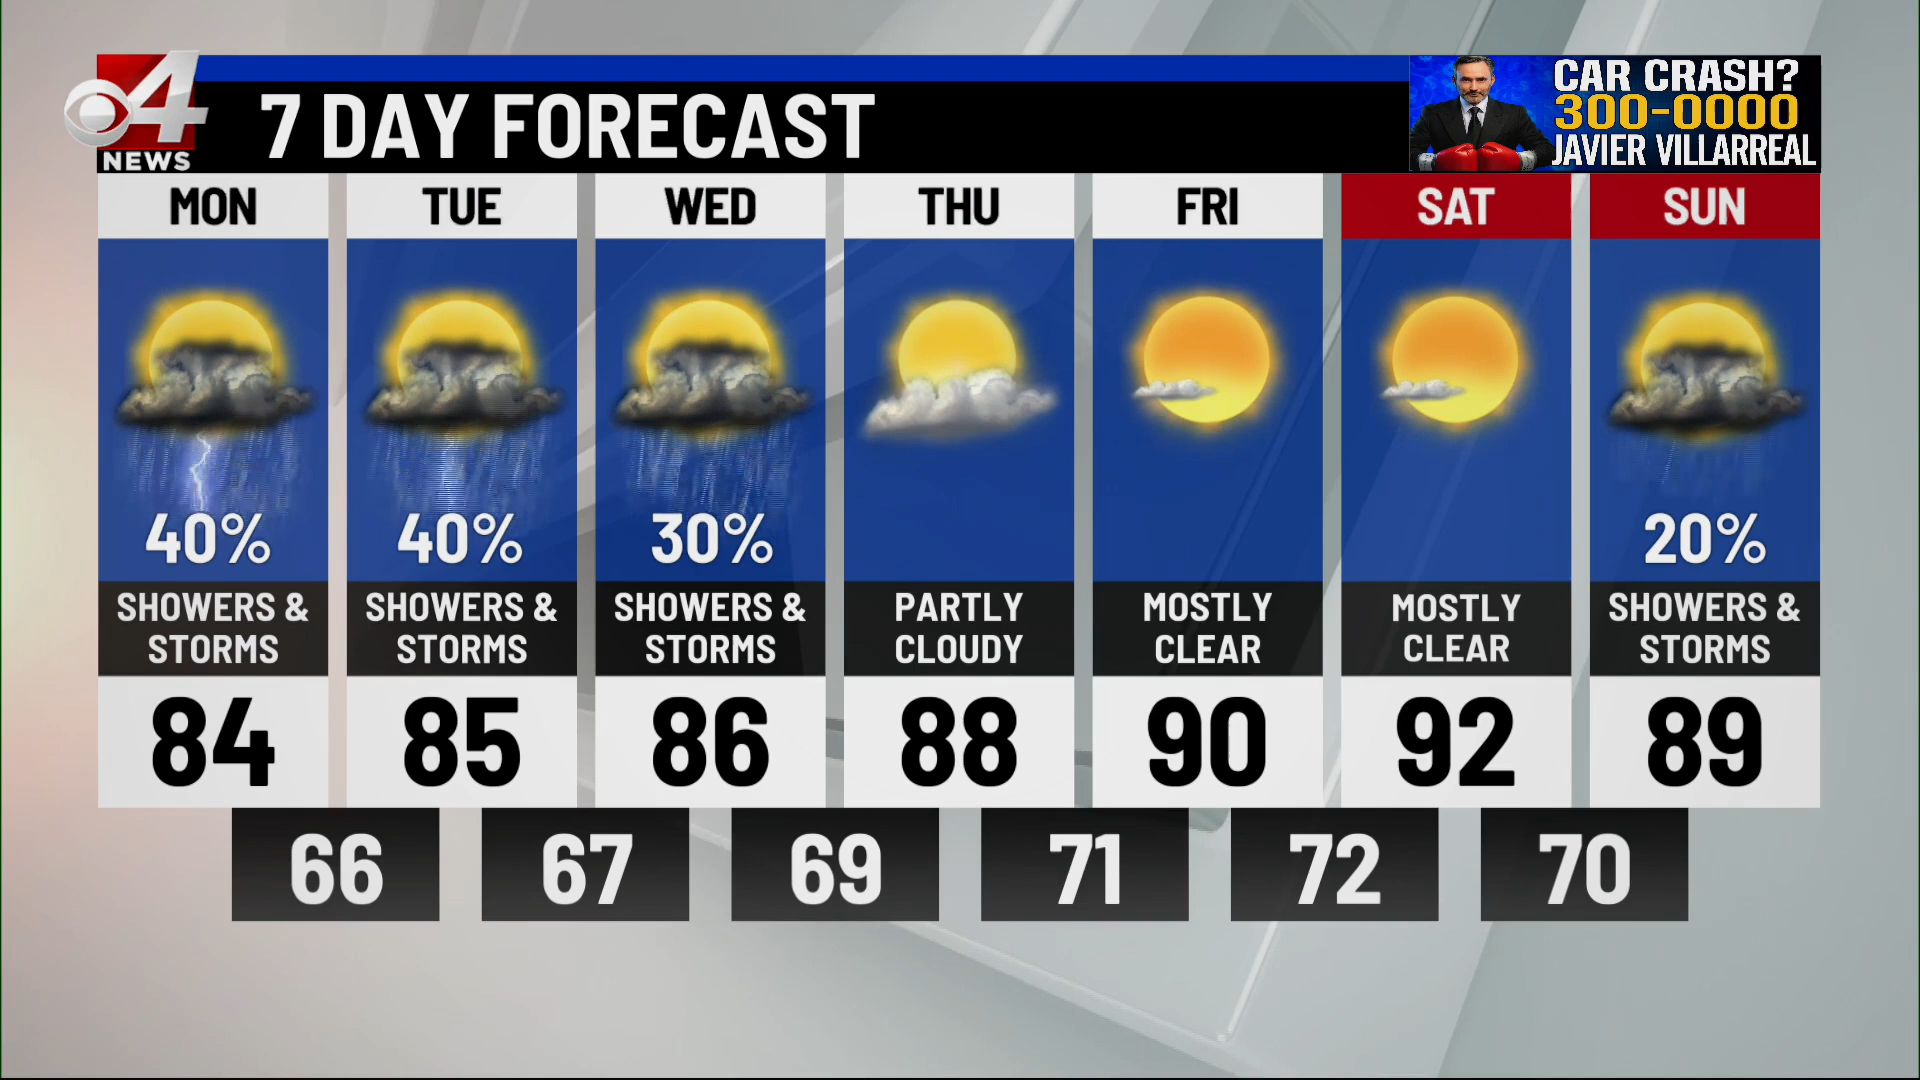 4
NEWS
7 DAY FORECAST
CAR CRASH?
300-0000
JAVIER VILLARREAL
MON
TUE
WED
THU
FRI
SAT
SUN
40%
40%
30%
20%
SHOWERS &
STORMS
SHOWERS &
STORMS
SHOWERS &
STORMS
PARTLY
CLOUDY
MOSTLY
CLEAR
MOSTLY
CLEAR
SHOWERS &
STORMS
84
85
86
88
90
92
89
66
67
69
71
72
70